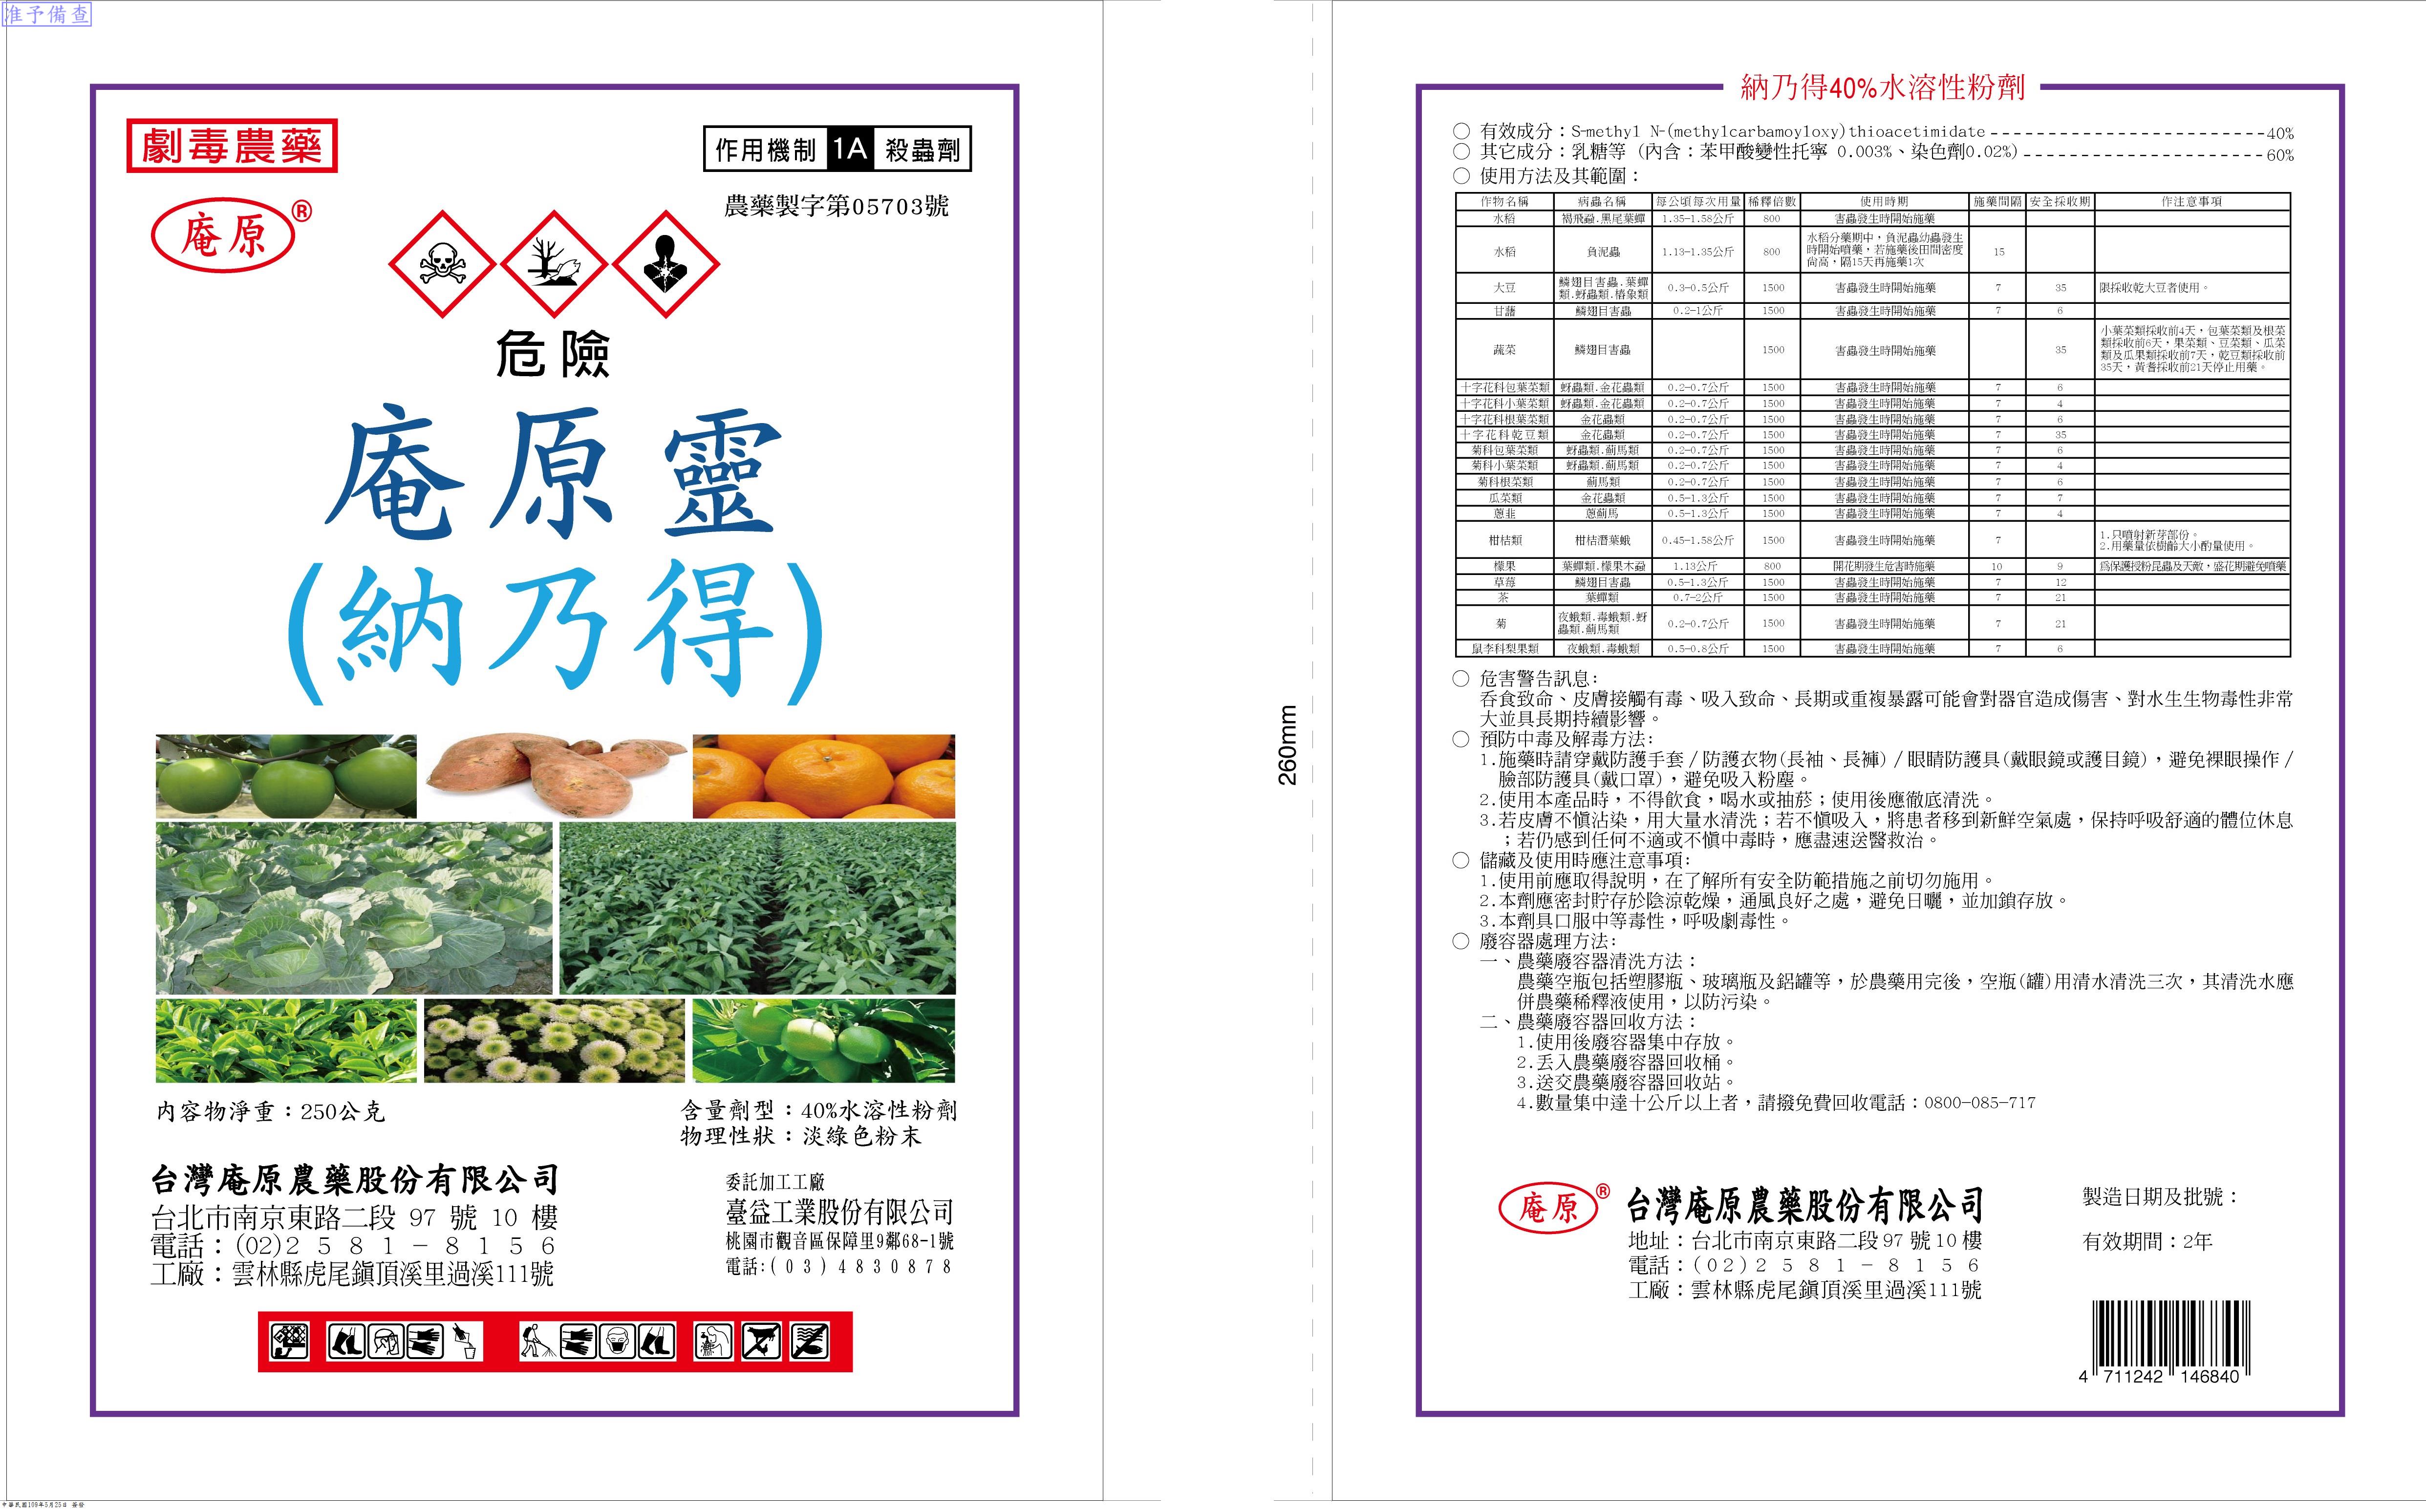 准予備查
劇毒農藥
作用機制 1A 殺蟲劑
農藥製字第05703號
庵原®
危險
庵原靈
(納乃得)
內容物淨重：250公克
含量劑型：40%水溶性粉劑
物理性狀：淡綠色粉末
台灣庵原農藥股份有限公司
台北市南京東路二段 97 號 10 樓
電話：(02)2581-8156
工廠：雲林縣虎尾鎮頂溪里過溪111號
委託加工工廠
臺益工業股份有限公司
桃園市觀音區保障里9鄰68-1號
電話:(03)4830878
中華民國109年5月25日 簽發
260mm
納乃得40%水溶性粉劑
○ 有效成分：S-methyl N-(methylcarbamoyloxy)thioacetimidate ------------------------40%
○ 其它成分：乳糖等 (內含：苯甲酸變性托寧 0.003%、染色劑0.02%)---------------------60%
○ 使用方法及其範圍：
作物名稱 病蟲名稱 每公頃每次用量 稀釋倍數 使用時期 施藥間隔 安全採收期 作注意事項
水稻 褐飛蝨.黑尾葉蟬 1.35-1.58公斤 800 害蟲發生時開始施藥
水稻 負泥蟲 1.13-1.35公斤 800 水稻分蘗期中，負泥蟲幼蟲發生
時開始噴藥，若施藥後田間密度
尚高，隔15天再施藥1次 15
大豆 鱗翅目害蟲.葉蟬
類.蚜蟲類.椿象類 0.3-0.5公斤 1500 害蟲發生時開始施藥 7 35 限採收乾大豆者使用。
甘藷 鱗翅目害蟲 0.2-1公斤 1500 害蟲發生時開始施藥 7 6
蔬菜 鱗翅目害蟲 1500 害蟲發生時開始施藥 35 小葉菜類採收前4天，包葉菜類及根菜
類採收前6天，果菜類、豆菜類、瓜菜
類及瓜果類採收前7天，乾豆類採收前
35天，黃耆採收前21天停止用藥。
十字花科包葉菜類 蚜蟲類.金花蟲類 0.2-0.7公斤 1500 害蟲發生時開始施藥 7 6
十字花科小葉菜類 蚜蟲類.金花蟲類 0.2-0.7公斤 1500 害蟲發生時開始施藥 7 4
十字花科根葉菜類 金花蟲類 0.2-0.7公斤 1500 害蟲發生時開始施藥 7 6
十字花科乾豆類 金花蟲類 0.2-0.7公斤 1500 害蟲發生時開始施藥 7 35
菊科包葉菜類 蚜蟲類.薊馬類 0.2-0.7公斤 1500 害蟲發生時開始施藥 7 6
菊科小葉菜類 蚜蟲類.薊馬類 0.2-0.7公斤 1500 害蟲發生時開始施藥 7 4
菊科根菜類 薊馬類 0.2-0.7公斤 1500 害蟲發生時開始施藥 7 6
瓜菜類 金花蟲類 0.5-1.3公斤 1500 害蟲發生時開始施藥 7 7
蔥韭 蔥薊馬 0.5-1.3公斤 1500 害蟲發生時開始施藥 7 4
柑桔類 柑桔潛葉蛾 0.45-1.58公斤 1500 害蟲發生時開始施藥 7 1.只噴射新芽部份。
2.用藥量依樹齡大小酌量使用。
檬果 葉蟬類.檬果木蝨 1.13公斤 800 開花期發生危害時施藥 10 9 為保護授粉昆蟲及天敵，盛花期避免噴藥
草莓 鱗翅目害蟲 0.5-1.3公斤 1500 害蟲發生時開始施藥 7 12
茶 葉蟬類 0.7-2公斤 1500 害蟲發生時開始施藥 7 21
菊 夜蛾類.毒蛾類.蚜
蟲類.薊馬類 0.2-0.7公斤 1500 害蟲發生時開始施藥 7 21
鼠李科梨果類 夜蛾類.毒蛾類 0.5-0.8公斤 1500 害蟲發生時開始施藥 7 6
○ 危害警告訊息:
吞食致命、皮膚接觸有毒、吸入致命、長期或重複暴露可能會對器官造成傷害、對水生生物毒性非常
大並具長期持續影響。
○ 預防中毒及解毒方法:
1.施藥時請穿戴防護手套/防護衣物(長袖、長褲)/眼睛防護具(戴眼鏡或護目鏡)，避免裸眼操作/
臉部防護具(戴口罩)，避免吸入粉塵。
2.使用本產品時，不得飲食，喝水或抽菸；使用後應徹底清洗。
3.若皮膚不慎沾染，用大量水清洗；若不慎吸入，將患者移到新鮮空氣處，保持呼吸舒適的體位休息
；若仍感到任何不適或不慎中毒時，應盡速送醫救治。
○ 儲藏及使用時應注意事項:
1.使用前應取得說明，在了解所有安全防範措施之前切勿施用。
2.本劑應密封貯存於陰涼乾燥，通風良好之處，避免日曬，並加鎖存放。
3.本劑具口服中等毒性，呼吸劇毒性。
○ 廢容器處理方法:
一、農藥廢容器清洗方法：
農藥空瓶包括塑膠瓶、玻璃瓶及鋁罐等，於農藥用完後，空瓶(罐)用清水清洗三次，其清洗水應
併農藥稀釋液使用，以防污染。
二、農藥廢容器回收方法：
1.使用後廢容器集中存放。
2.丟入農藥廢容器回收桶。
3.送交農藥廢容器回收站。
4.數量集中達十公斤以上者，請撥免費回收電話：0800-085-717
庵原®
台灣庵原農藥股份有限公司
地址：台北市南京東路二段97號10樓
電話：(02)2581-8156
工廠：雲林縣虎尾鎮頂溪里過溪111號
製造日期及批號：
有效期間：2年
4 711242 146840